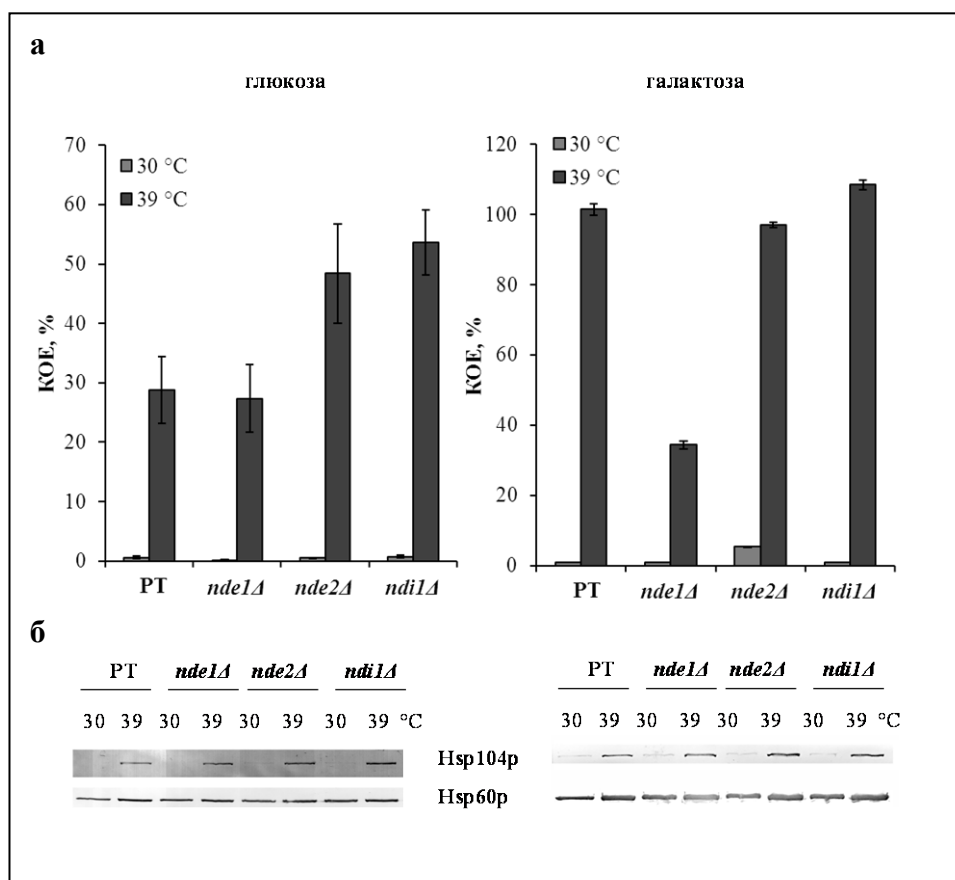 а
глюкоза
галактоза
КОЕ, %
70
60
50
40
30
20
10
0
30 °C
39 °C
РТ nde1Δ nde2Δ ndi1Δ
КОЕ, %
120
100
80
60
40
20
0
30 °C
39 °C
РТ nde1Δ nde2Δ ndi1Δ
б
РТ nde1Δ nde2Δ ndi1Δ
30 39 30 39 30 39 30 39 °C
РТ nde1Δ nde2Δ ndi1Δ
30 39 30 39 30 39 30 39 °C
Hsp104p
Hsp60p